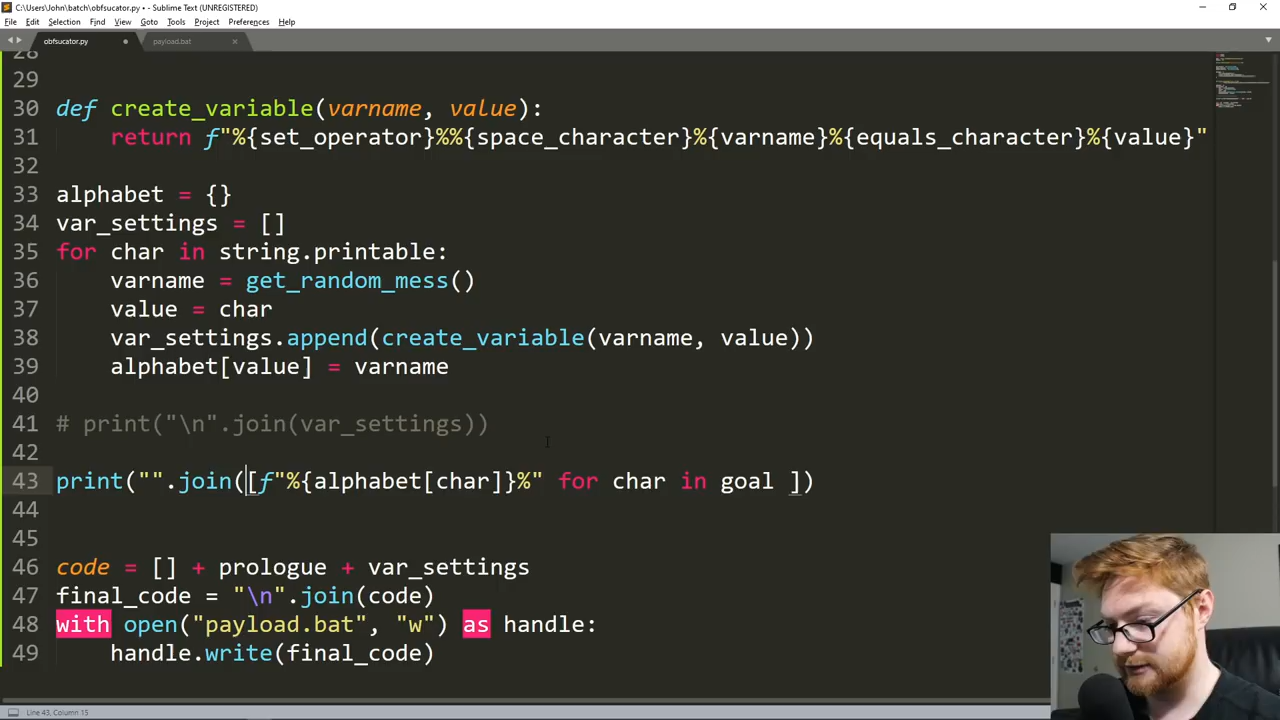 C:\Users\John\batch\obfsucator.py • - Sublime Text (UNREGISTERED)
File Edit Selection Find View Goto Tools Project Preferences Help
obfsucator.py payload.bat
28
29
30 def create_variable(varname, value):
31 return f"%{set_operator}%%{space_character}%{varname}%{equals_character}%{value}"
32
33 alphabet = {}
34 var_settings = []
35 for char in string.printable:
36 varname = get_random_mess()
37 value = char
38 var_settings.append(create_variable(varname, value))
39 alphabet[value] = varname
40
41 # print("\n".join(var_settings))
42
43 print("".join([f"%{alphabet[char]}%" for char in goal ])
44
45
46 code = [] + prologue + var_settings
47 final_code = "\n".join(code)
48 with open("payload.bat", "w") as handle:
49 handle.write(final_code)
Line 43, Column 15